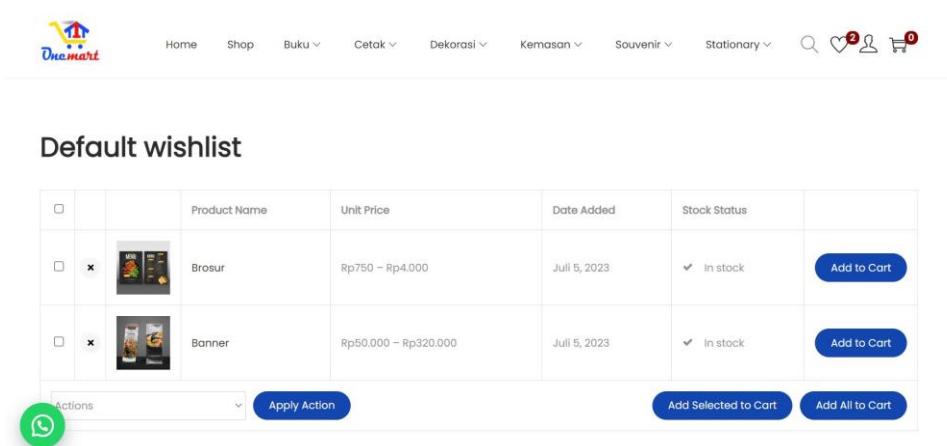 Onemart
Home Shop Buku Cetak Dekorasi Kemasan Souvenir Stationary 2 0
Default wishlist
Product Name Unit Price Date Added Stock Status
MENU
Brosur Rp750 – Rp4.000 Juli 5, 2023 In stock Add to Cart
Banner Rp50.000 – Rp320.000 Juli 5, 2023 In stock Add to Cart
Actions Apply Action Add Selected to Cart Add All to Cart